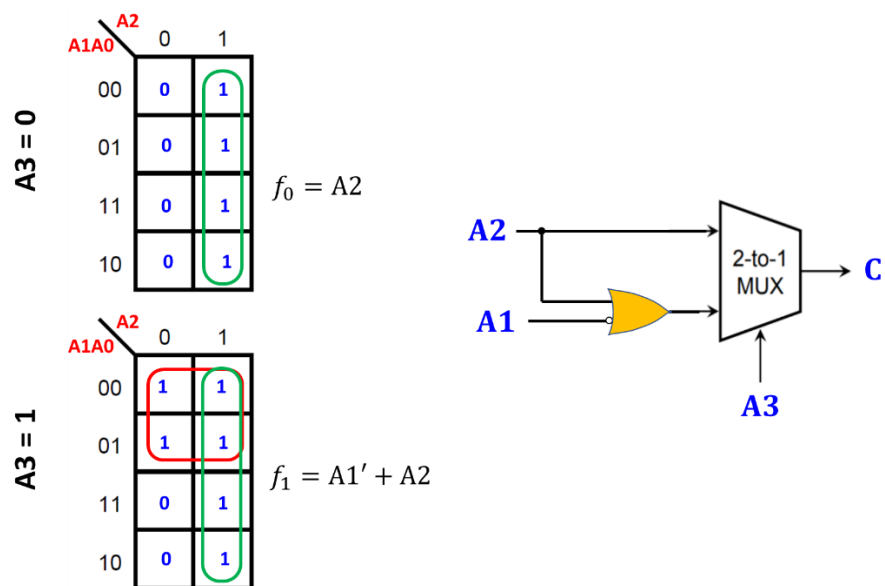 A3 = 0
A2
A1A0
0 1
00 0 1
01 0 1
11 0 1
10 0 1
f₀ = A2
A3 = 1
A2
A1A0
0 1
00 1 1
01 1 1
11 0 1
10 0 1
f₁ = A1′ + A2
A2
A1
2-to-1
MUX
C
A3